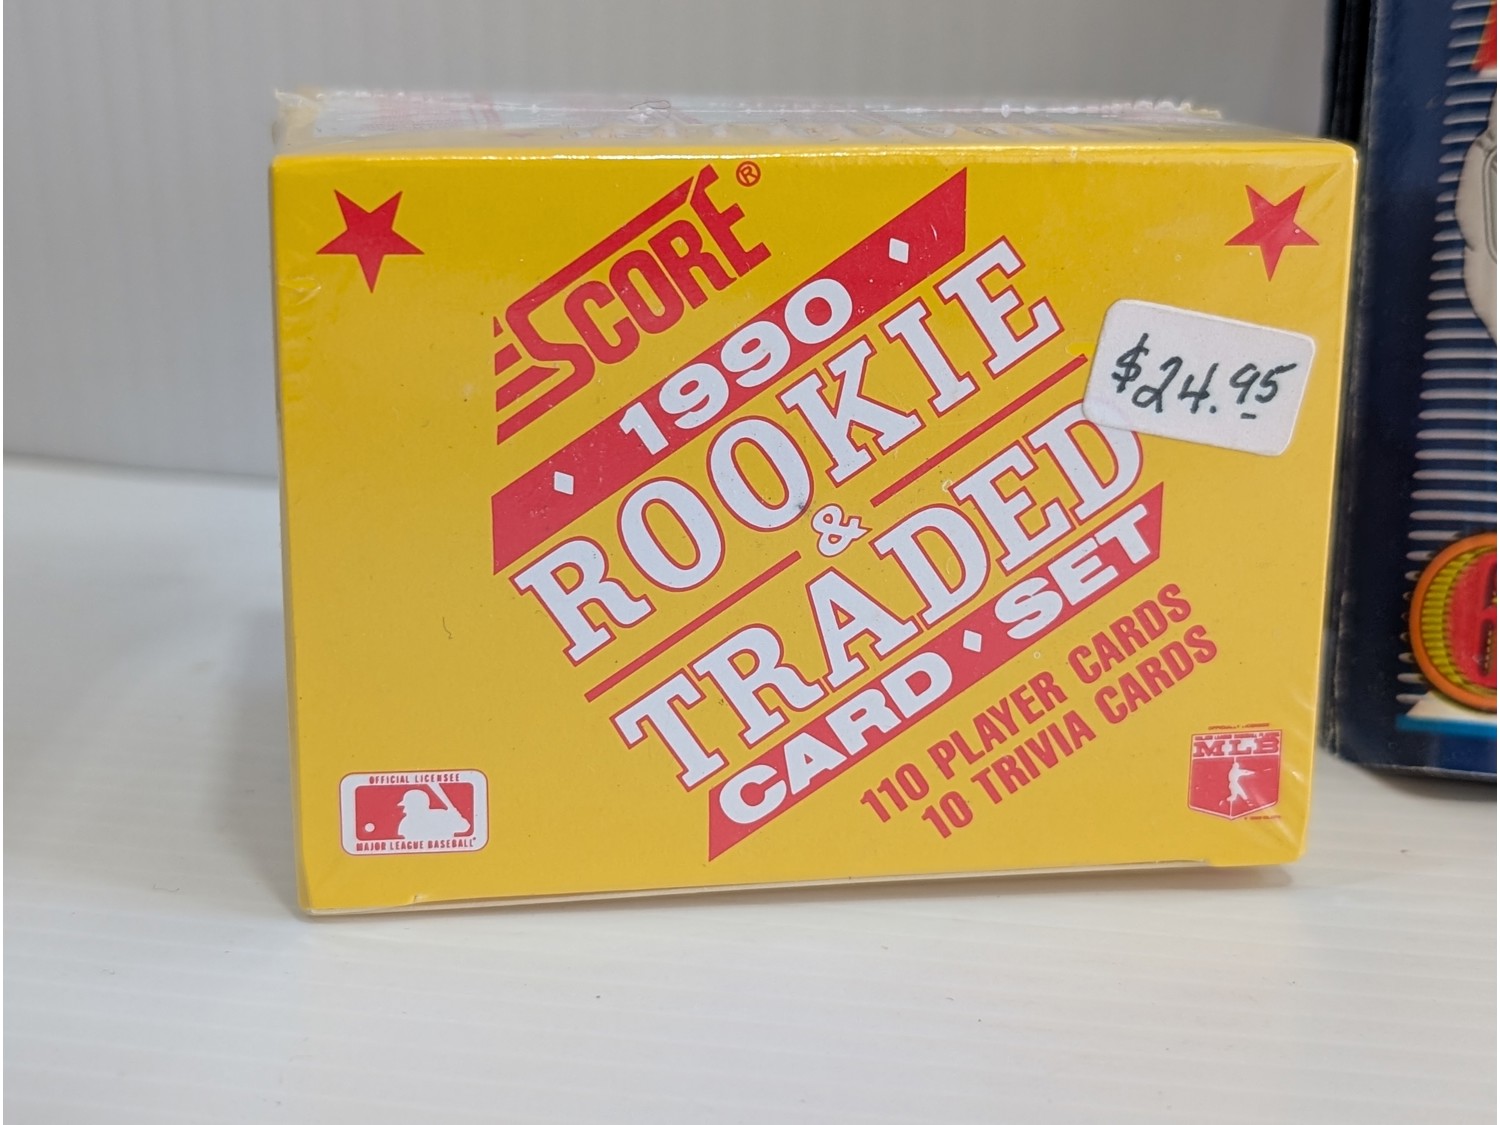 SCORE®
1990
ROOKIE
&
TRADED
CARD SET
110 PLAYER CARDS
10 TRIVIA CARDS
$24.95
OFFICIAL LICENSEE
MAJOR LEAGUE BASEBALL
MLB